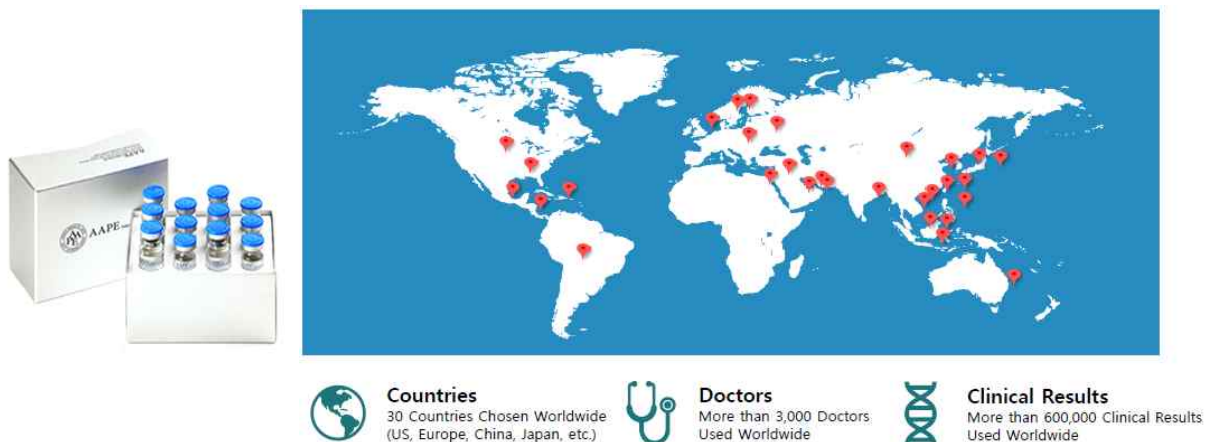 AAPE
Countries
30 Countries Chosen Worldwide
(US, Europe, China, Japan, etc.)
Doctors
More than 3,000 Doctors
Used Worldwide
Clinical Results
More than 600,000 Clinical Results
Used Worldwide